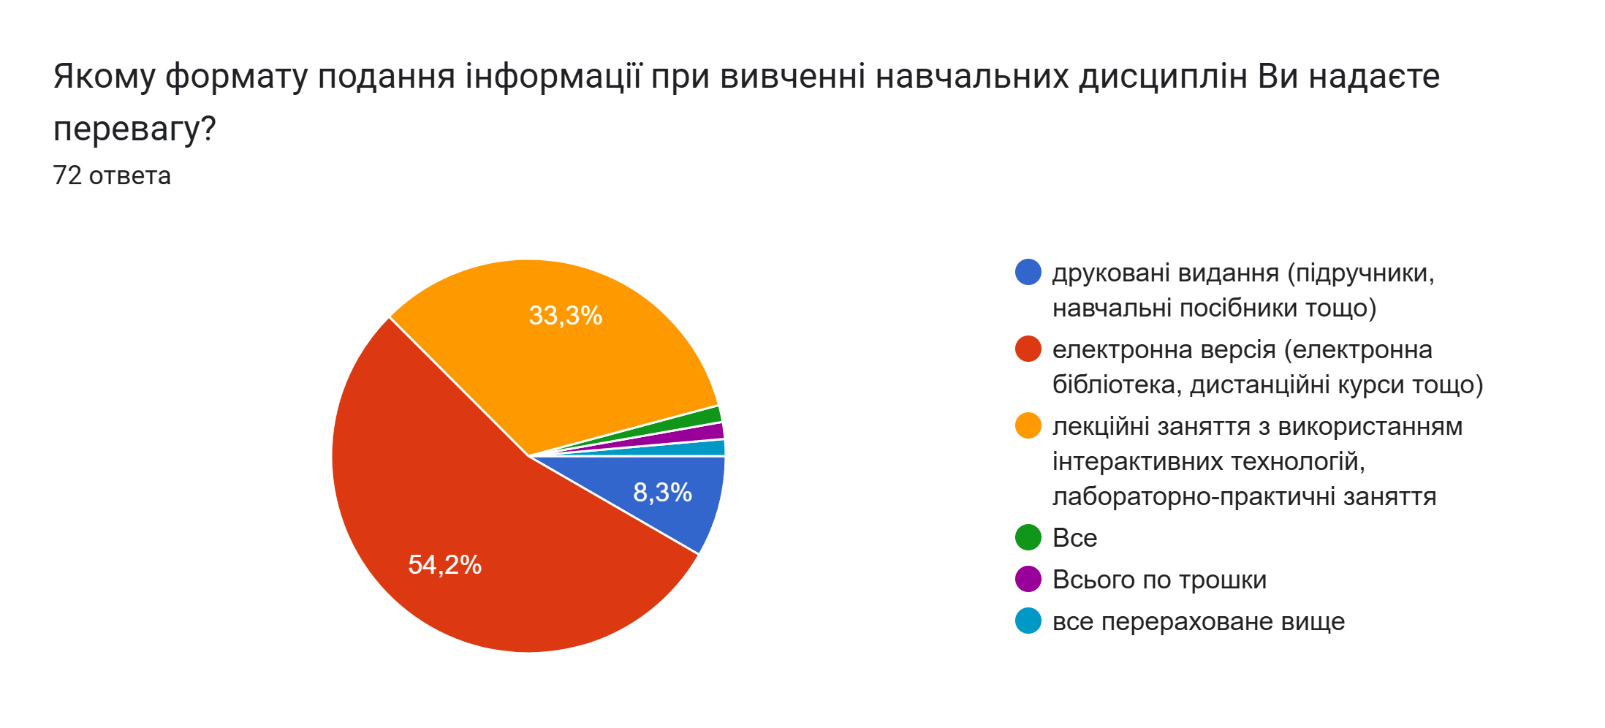 Якому формату подання інформації при вивченні навчальних дисциплін Ви надаєте
перевагу?
72 ответа
33,3%
8,3%
54,2%
друковані видання (підручники,
навчальні посібники тощо)
електронна версія (електронна
бібліотека, дистанційні курси тощо)
лекційні заняття з використанням
інтерактивних технологій,
лабораторно-практичні заняття
Все
Всього по трошки
все перераховане вище